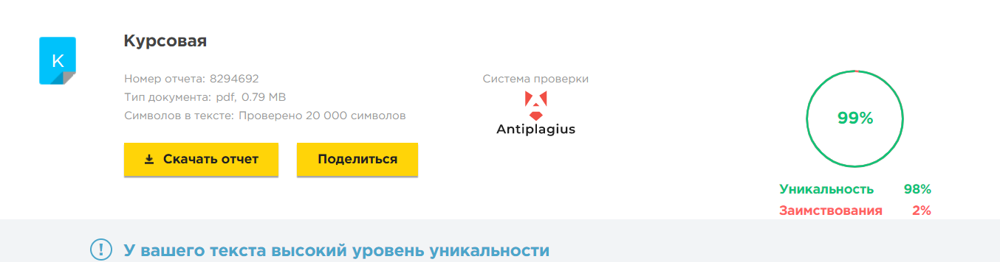 К
Курсовая
Номер отчета: 8294692
Тип документа: pdf, 0.79 MB
Символов в тексте: Проверено 20 000 символов
Скачать отчет
Поделиться
Система проверки
Antiplagius
99%
Уникальность 98%
Заимствования 2%
! У вашего текста высокий уровень уникальности